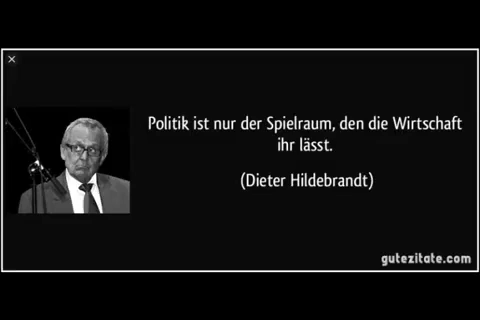 Politik ist nur der Spielraum, den die Wirtschaft
ihr lässt.
(Dieter Hildebrandt)
gutezitate.com